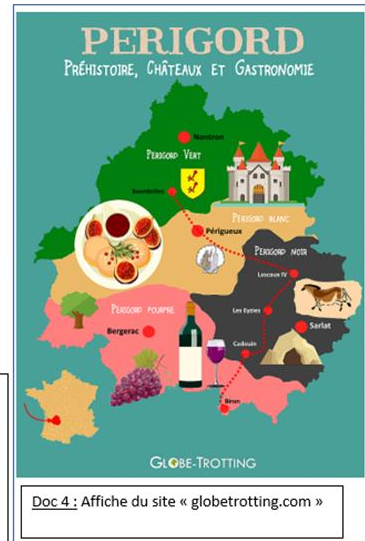 PERIGORD
PRÉHISTOIRE, CHÂTEAUX ET GASTRONOMIE
Nontron
PERIGORD VERT
Bourdeilles
PERIGORD BLANC
Périgueux
PERIGORD NOIR
Lascaux IV
Les Eyzies
PERIGORD POURPRE
Sarlat
Bergerac
Cadouin
Biron
GLOBE-TROTTING
Doc 4 : Affiche du site « globetrotting.com »